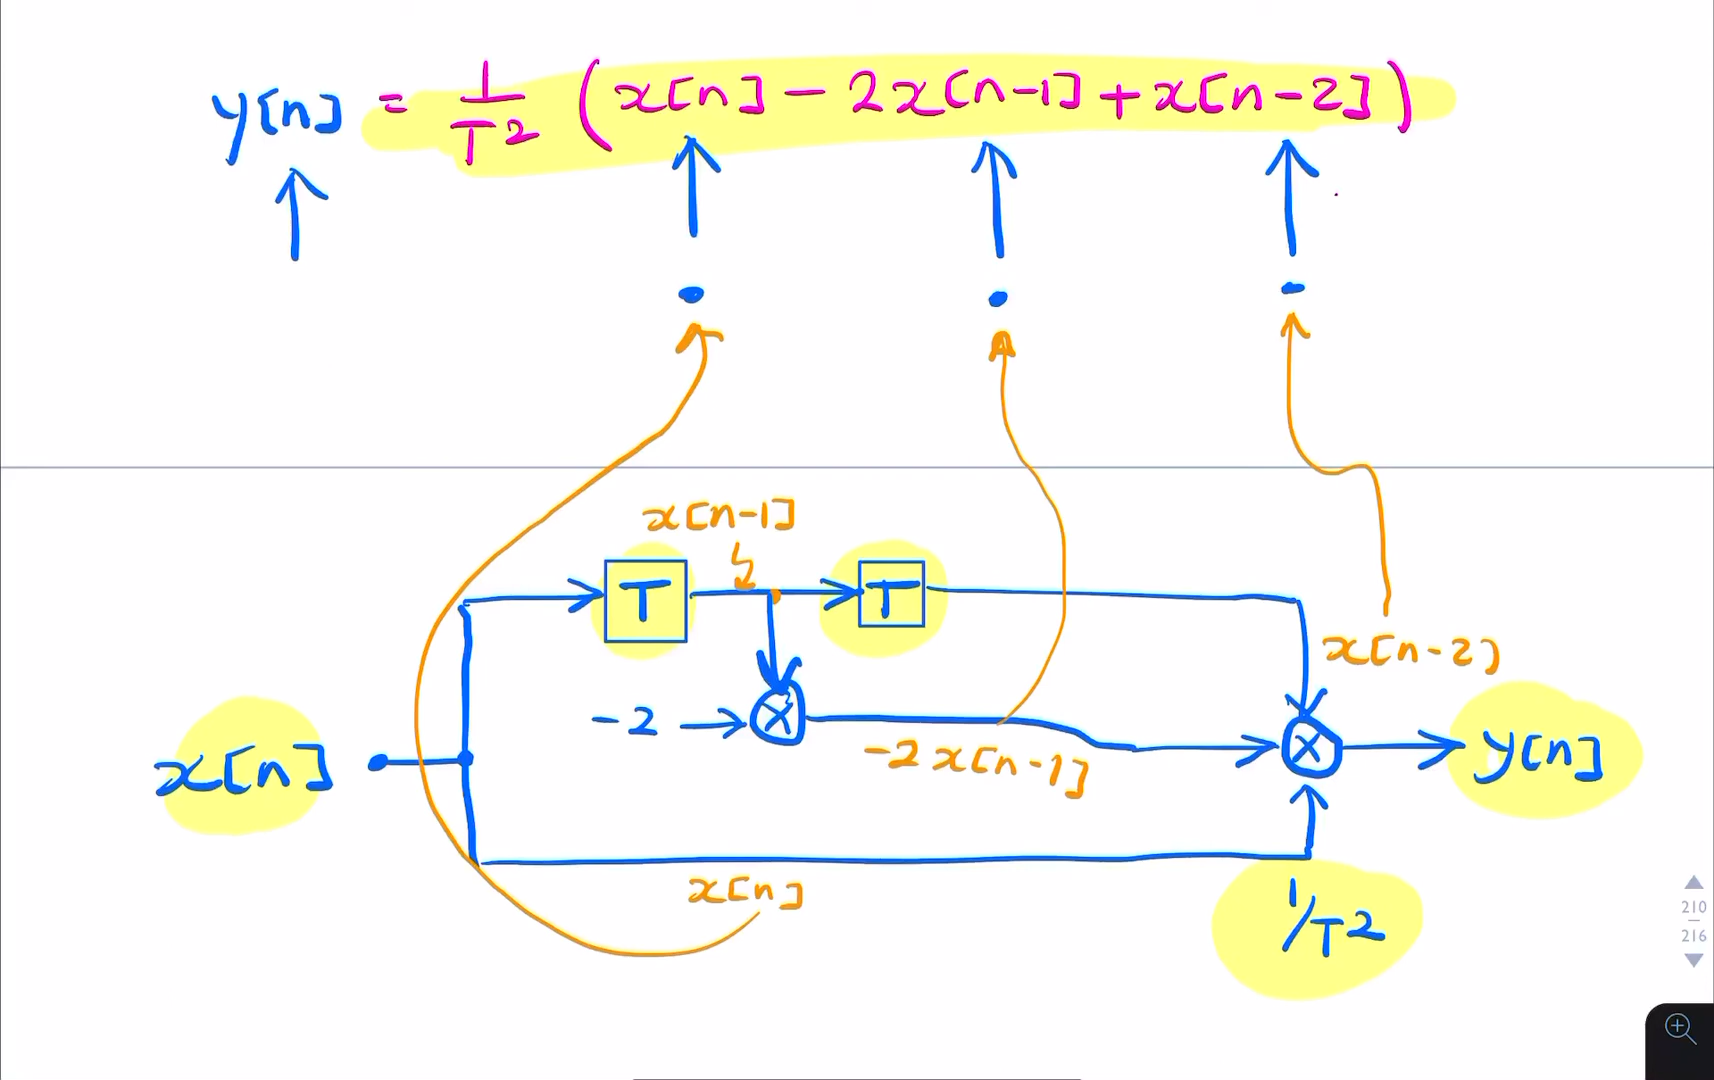 y[n] = 1/T² (x[n] - 2x[n-1] + x[n-2])
x[n-1]
T T
x[n-2]
-2 ×
-2x[n-1]
×
x[n]
y[n]
x[n]
1/T2
210
216